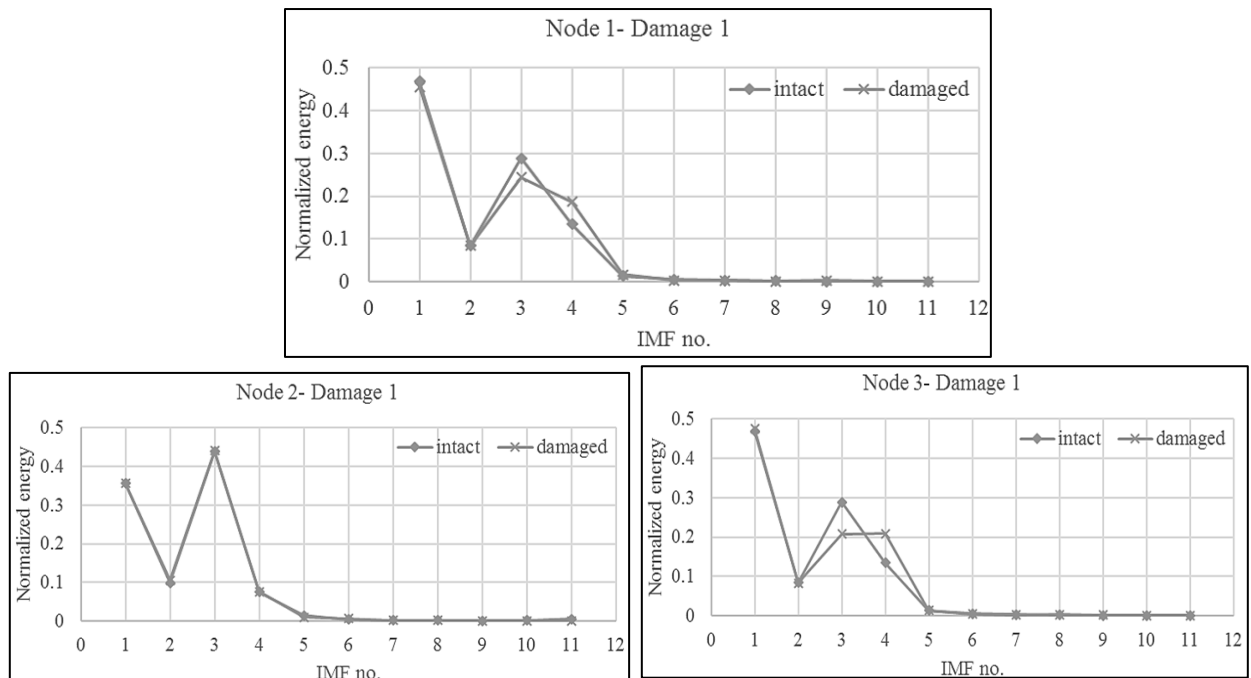 Node 1- Damage 1
intact damaged
Normalized energy
0.5
0.4
0.3
0.2
0.1
0
0 1 2 3 4 5 6 7 8 9 10 11 12
IMF no.
Node 2- Damage 1
intact damaged
Normalized energy
0.5
0.4
0.3
0.2
0.1
0
0 1 2 3 4 5 6 7 8 9 10 11 12
IMF no.
Node 3- Damage 1
intact damaged
Normalized energy
0.5
0.4
0.3
0.2
0.1
0
0 1 2 3 4 5 6 7 8 9 10 11 12
IMF no.